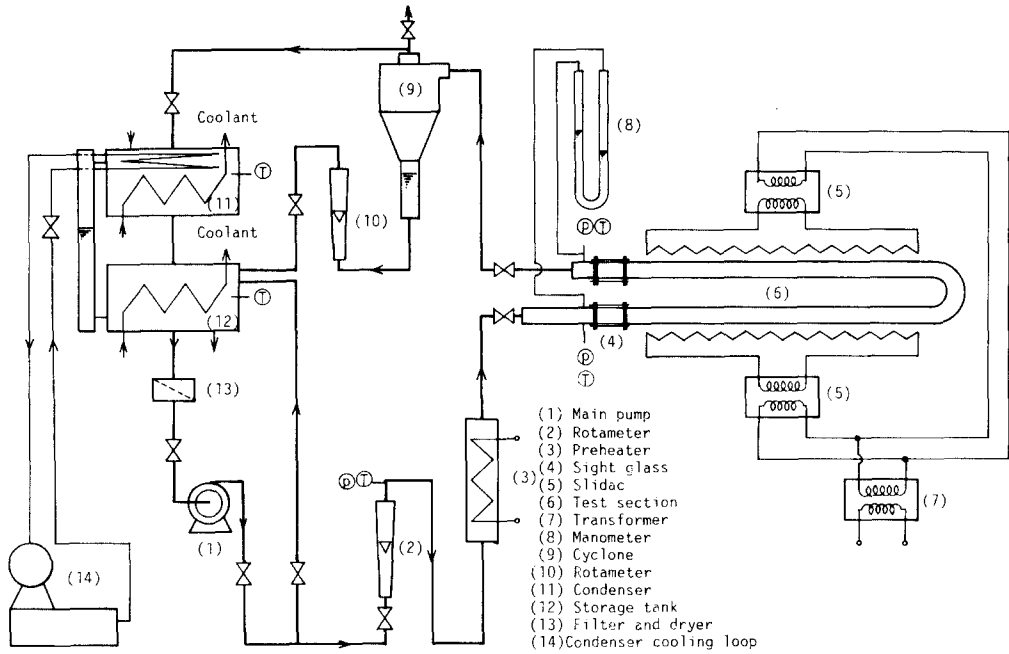 (9)
(8)
Coolant
(5)
T
(11)
(10)
Coolant
P T
(6)
T
(12)
(4)
P
T
(5)
(13)
(1) Main pump
(2) Rotameter
(3) Preheater
(4) Sight glass
(5) Slidac
(6) Test section
(7) Transformer
(8) Manometer
(9) Cyclone
(10) Rotameter
(11) Condenser
(12) Storage tank
(13) Filter and dryer
(14)Condenser cooling loop
(3)
P T
(7)
(1)
(2)
(14)